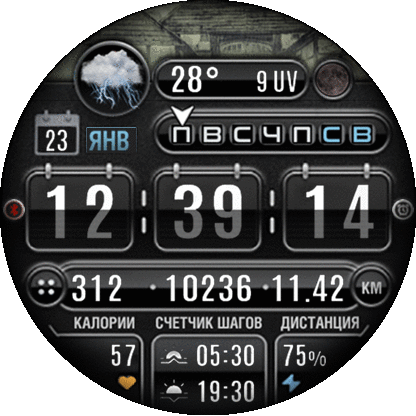 28° 9 UV
23 ЯНВ П В С Ч П С В
12 : 39 : 14
312 · 10236 · 11.42 КМ
КАЛОРИИ СЧЕТЧИК ШАГОВ ДИСТАНЦИЯ
57 05:30 75%
19:30